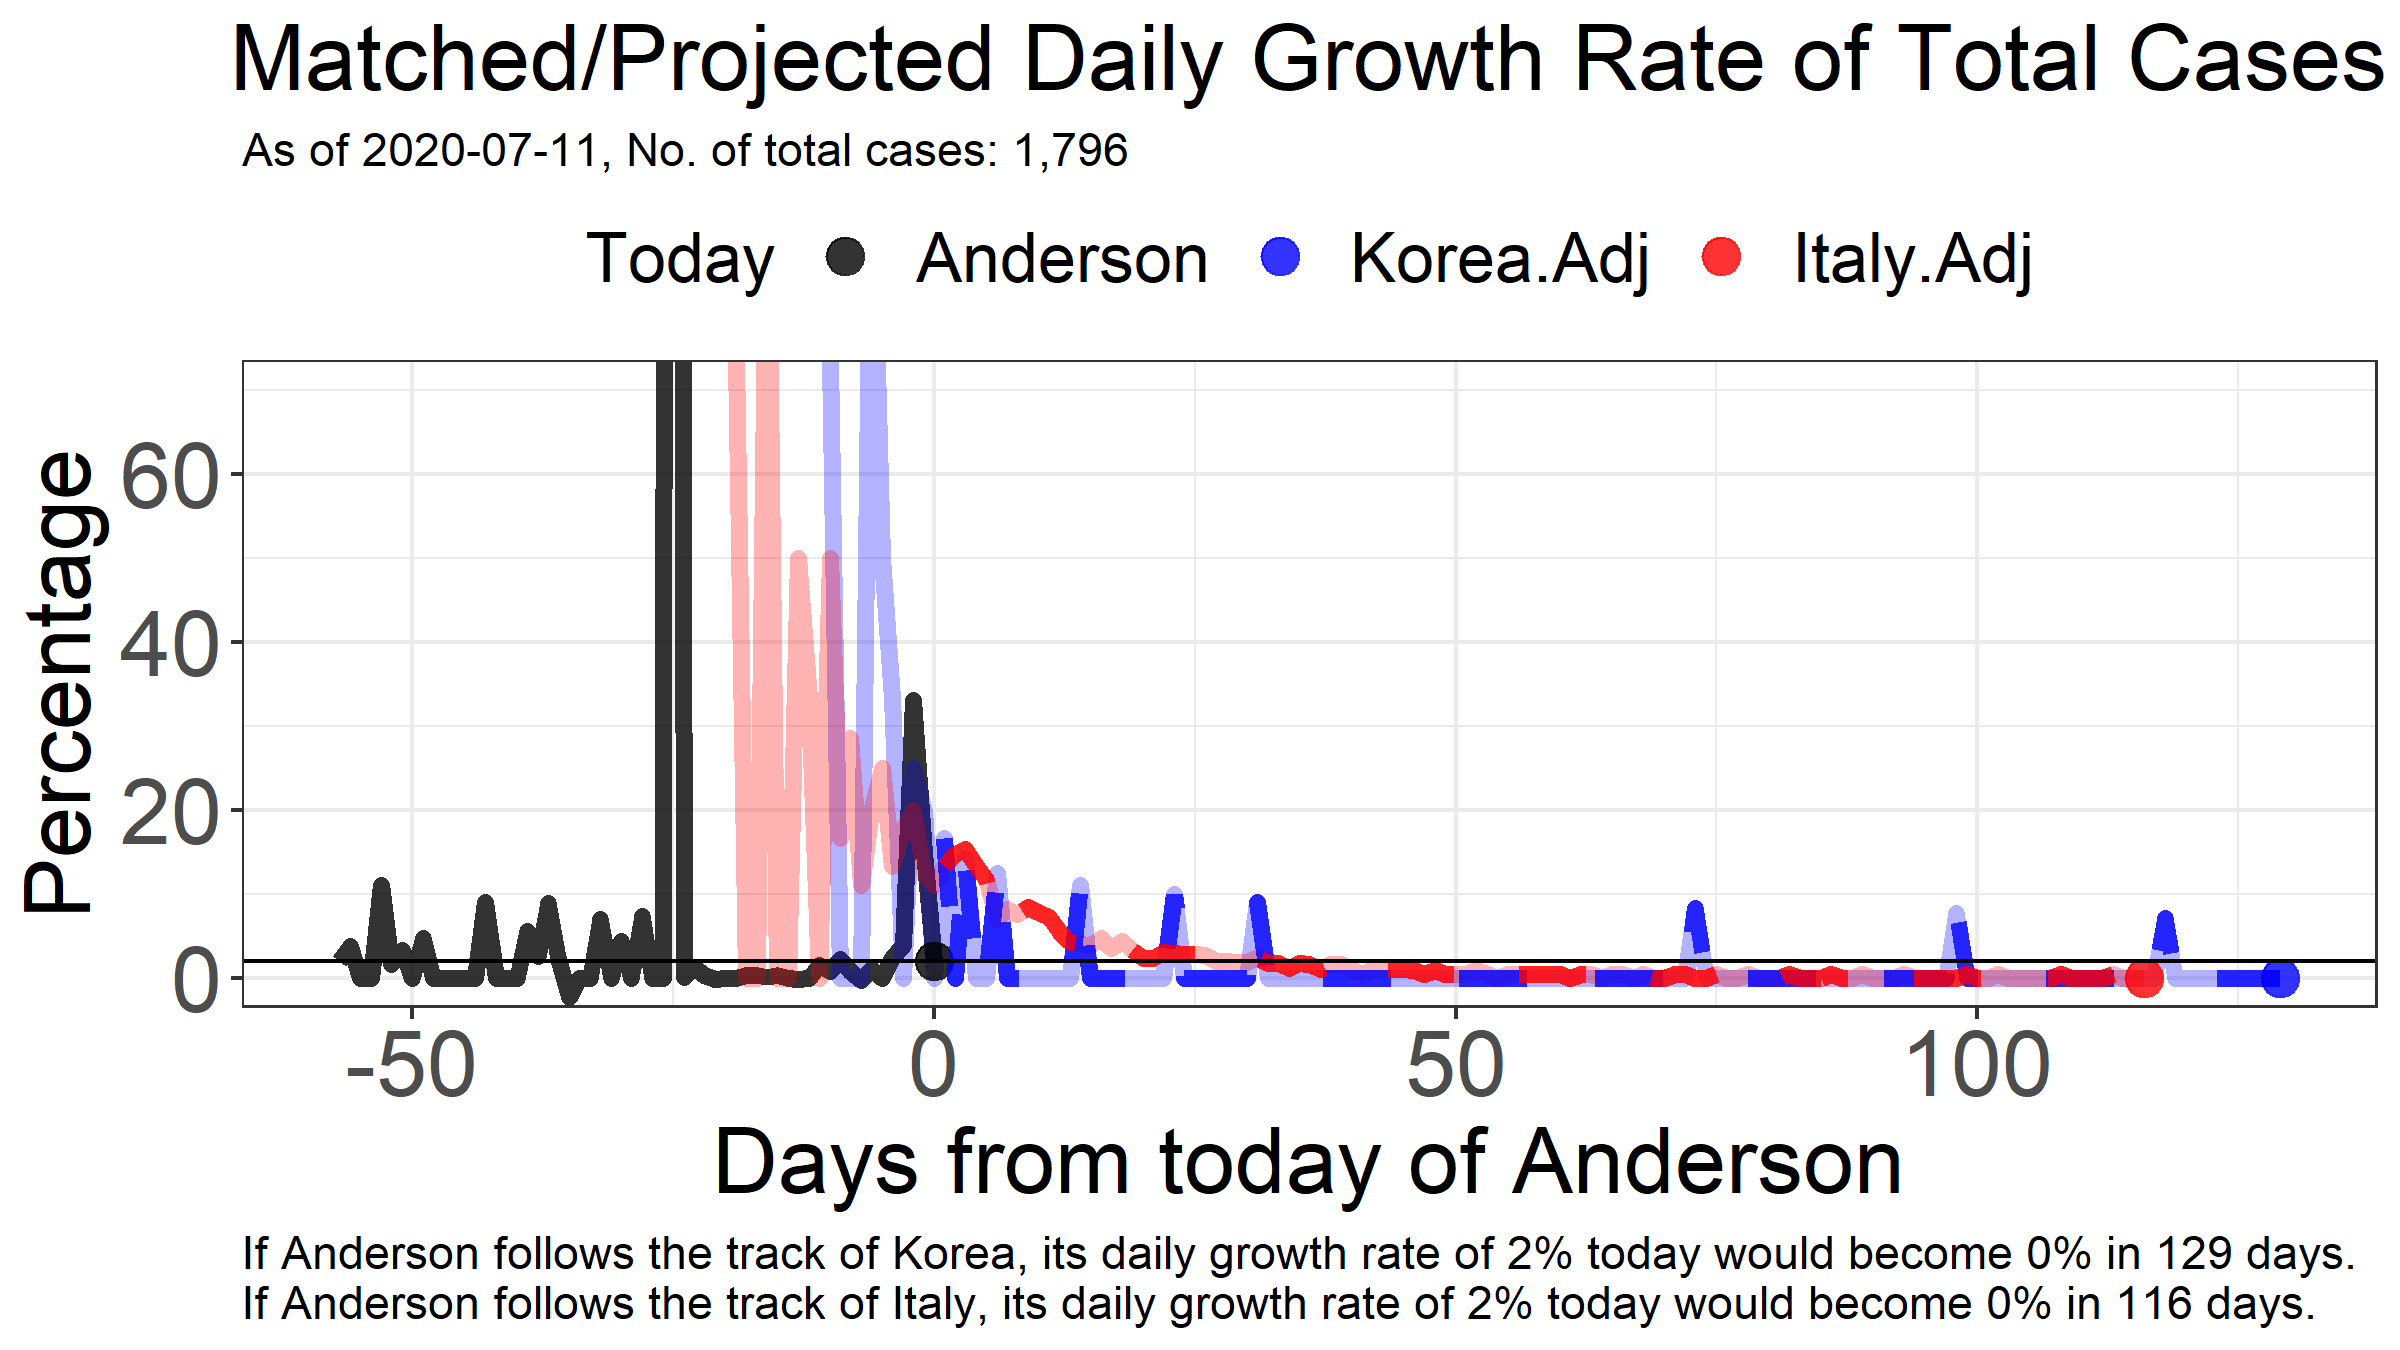 Matched/Projected Daily Growth Rate of Total Cases
As of 2020-07-11, No. of total cases: 1,796
Today Anderson Korea.Adj Italy.Adj
Percentage
60
40
20
0
-50 0 50 100
Days from today of Anderson
If Anderson follows the track of Korea, its daily growth rate of 2% today would become 0% in 129 days.
If Anderson follows the track of Italy, its daily growth rate of 2% today would become 0% in 116 days.